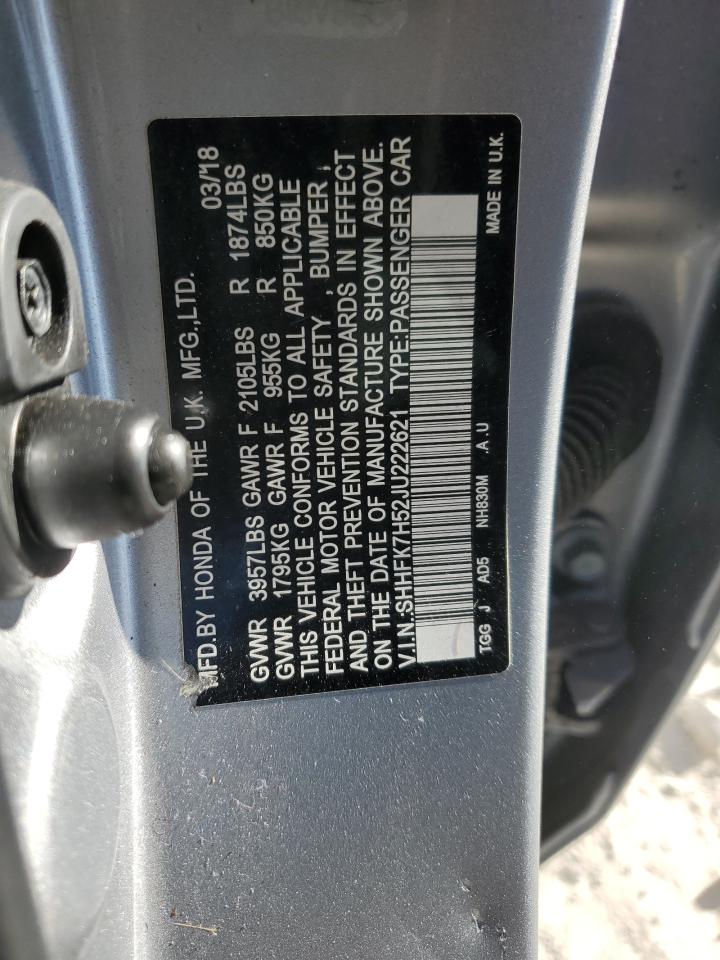 MFD.BY HONDA OF THE U.K. MFG.,LTD. 03/18
GVWR 3957LBS GAWR F 2105LBS R 1874LBS
GVWR 1795KG GAWR F 955KG R 850KG
THIS VEHICLE CONFORMS TO ALL APPLICABLE
FEDERAL MOTOR VEHICLE SAFETY , BUMPER ,
AND THEFT PREVENTION STANDARDS IN EFFECT
ON THE DATE OF MANUFACTURE SHOWN ABOVE.
V.I.N.:SHHFK7H52JU222621 TYPE:PASSENGER CAR
TGG J AD5 NH830M .A .U MADE IN U.K.